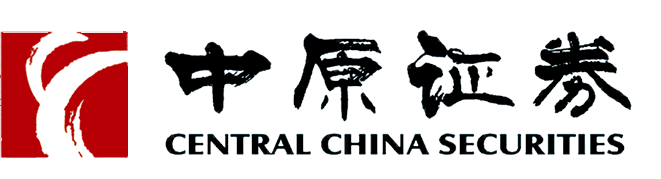 中原证券
CENTRAL CHINA SECURITIES